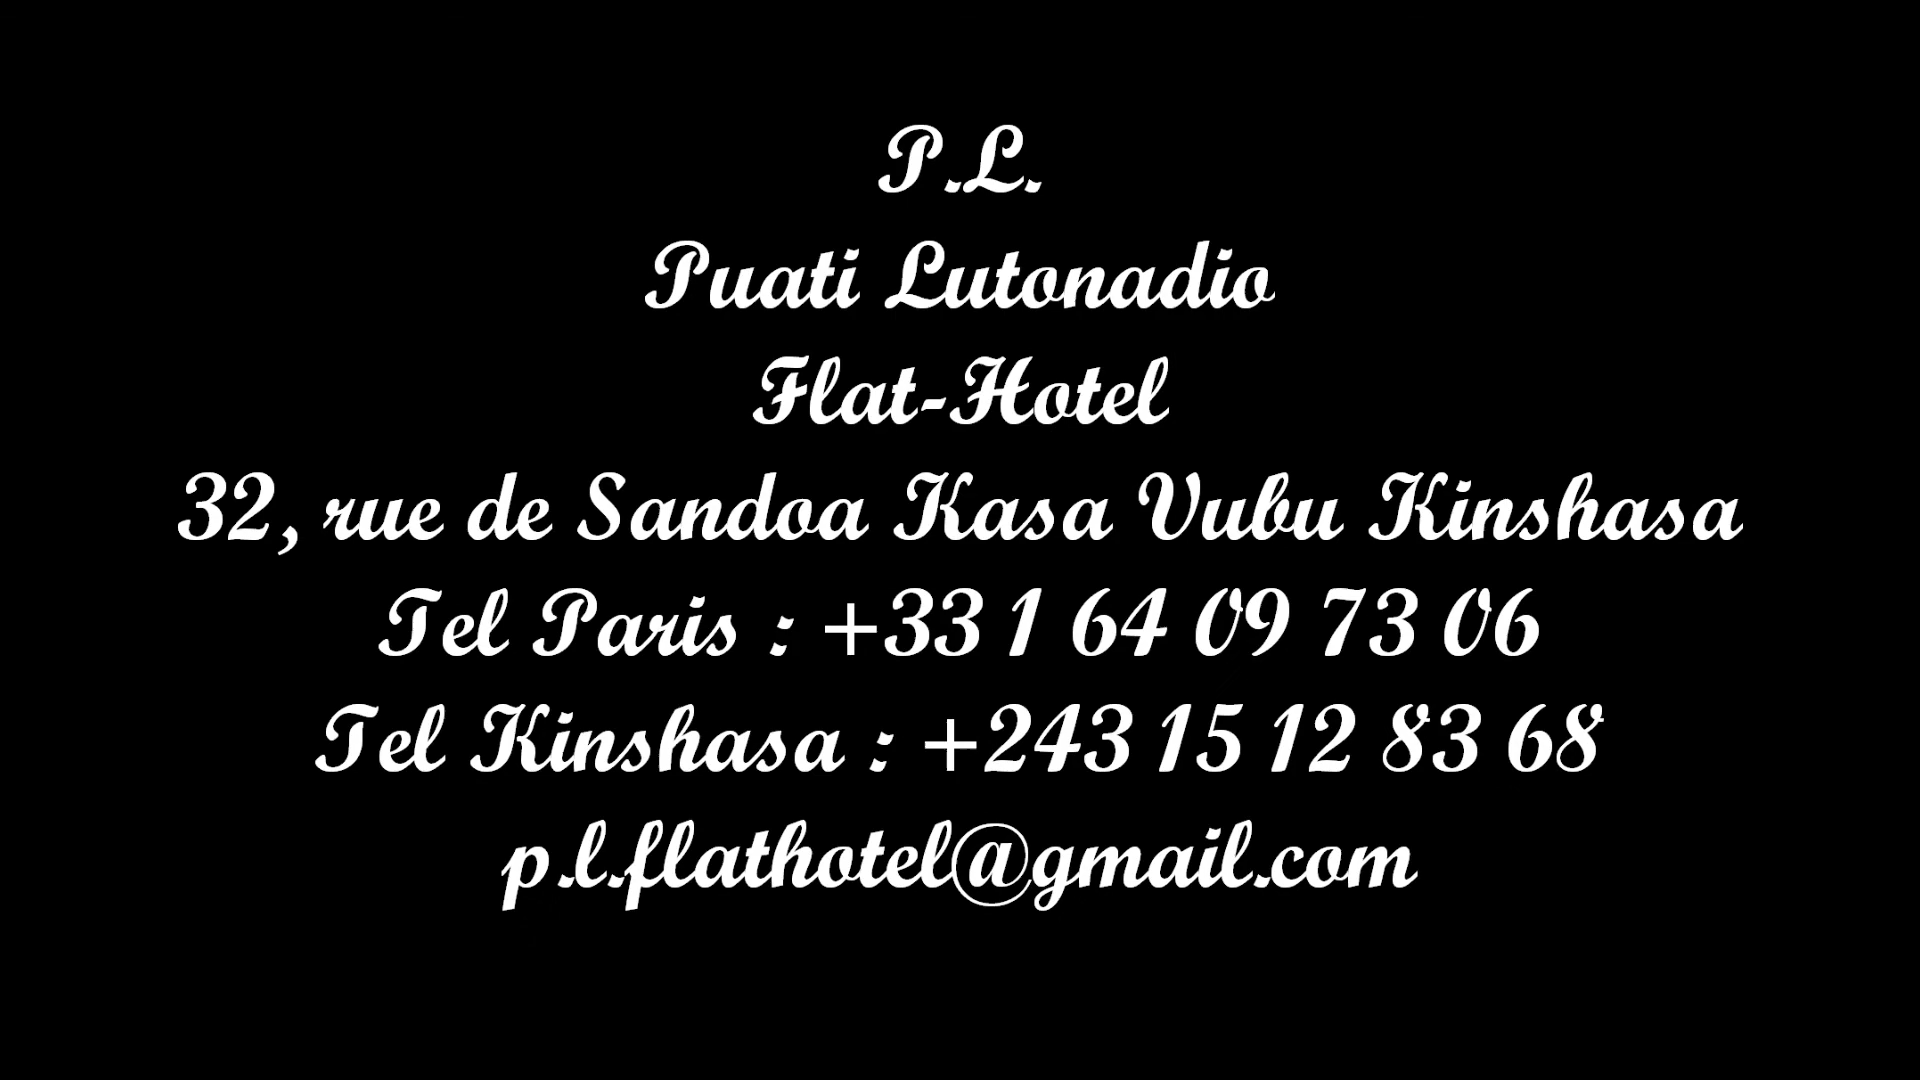 P.L.
Puati Lutonadio
Flat-Hotel
32, rue de Sandoa Kasa Vubu Kinshasa
Tel Paris : +33 1 64 09 73 06
Tel Kinshasa : +243 15 12 83 68
p.l.flathotel@gmail.com